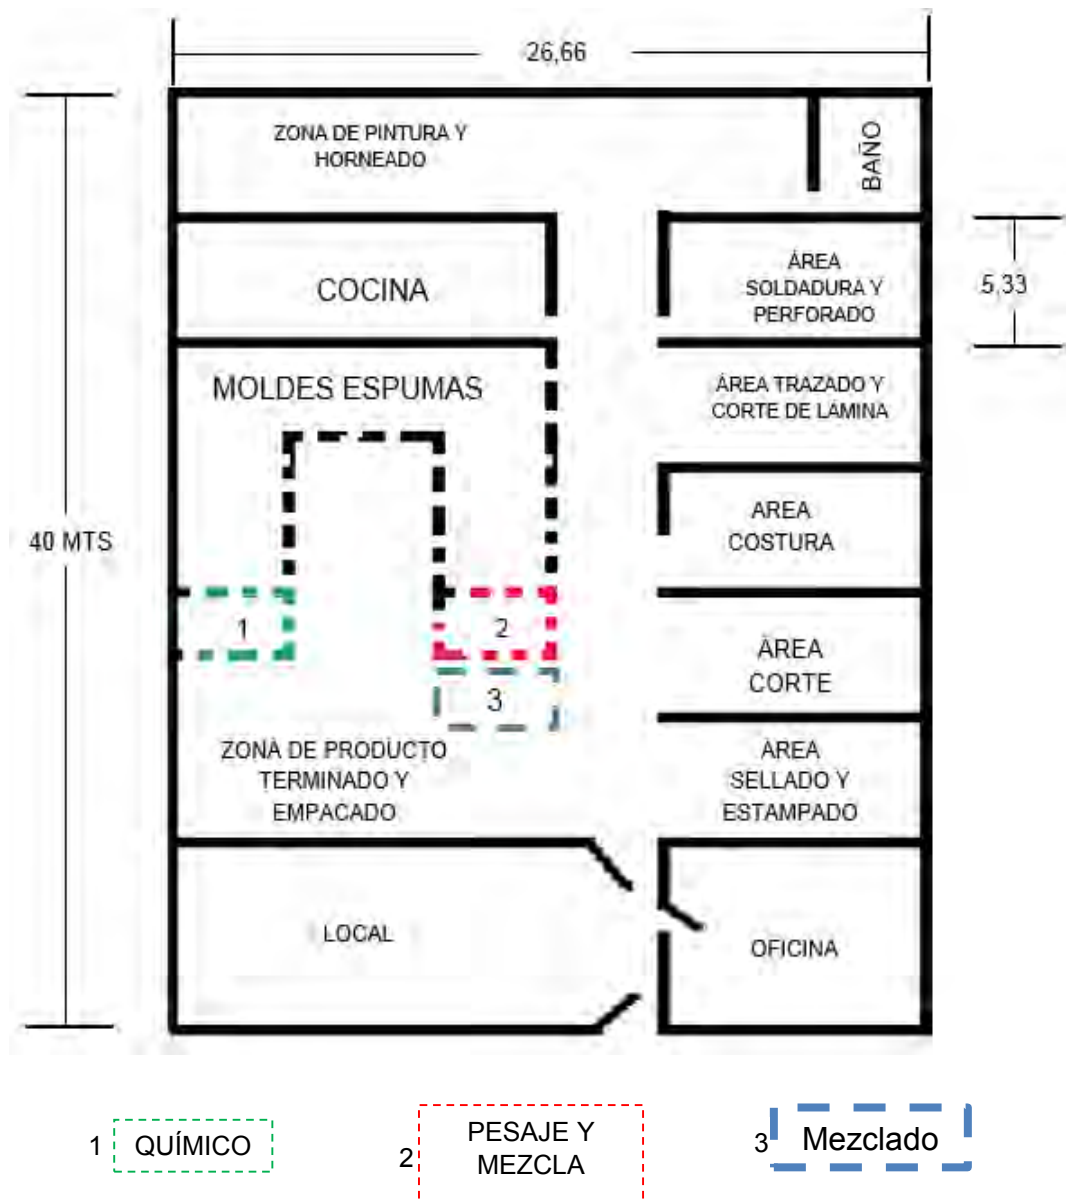 26,66
ZONA DE PINTURA Y
HORNEADO
BAÑO
COCINA
ÁREA
SOLDADURA Y
PERFORADO
5,33
MOLDES ESPUMAS
ÁREA TRAZADO Y
CORTE DE LÁMINA
40 MTS
AREA
COSTURA
1
2
3
ÁREA
CORTE
ZONA DE PRODUCTO
TERMINADO Y
EMPACADO
ÁREA
SELLADO Y
ESTAMPADO
LOCAL
OFICINA
1 QUÍMICO
2 PESAJE Y
MEZCLA
3 Mezclado